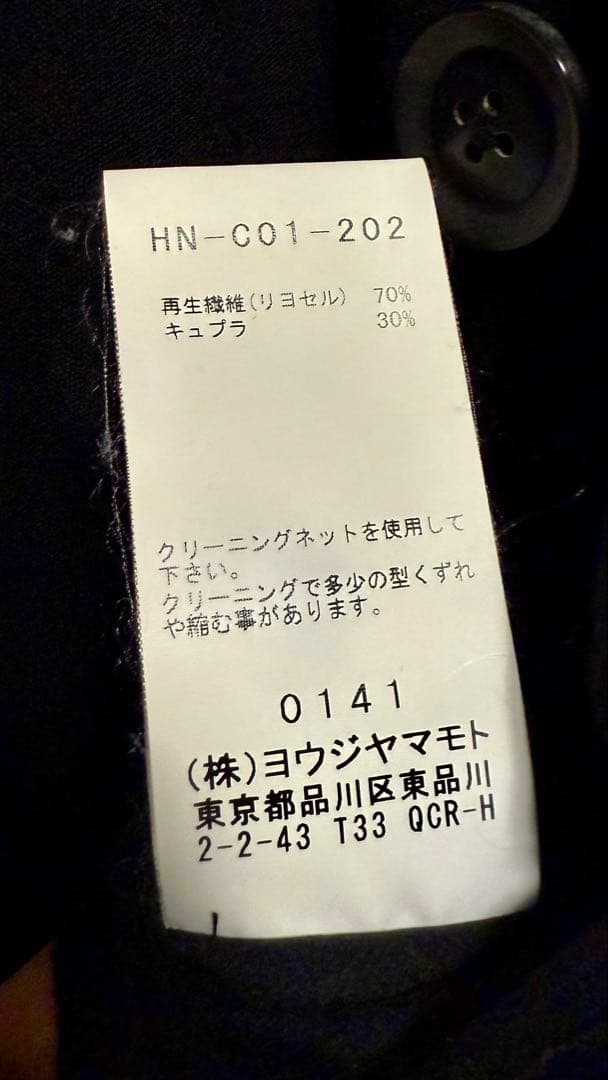 HN-C01-202
再生繊維(リヨセル) 70%
キュプラ 30%
クリーニングネットを使用して
下さい。
クリーニングで多少の型くずれ
や縮む事があります。
0141
(株)ヨウジヤマモト
東京都品川区東品川
2-2-43 T33 QCR-H